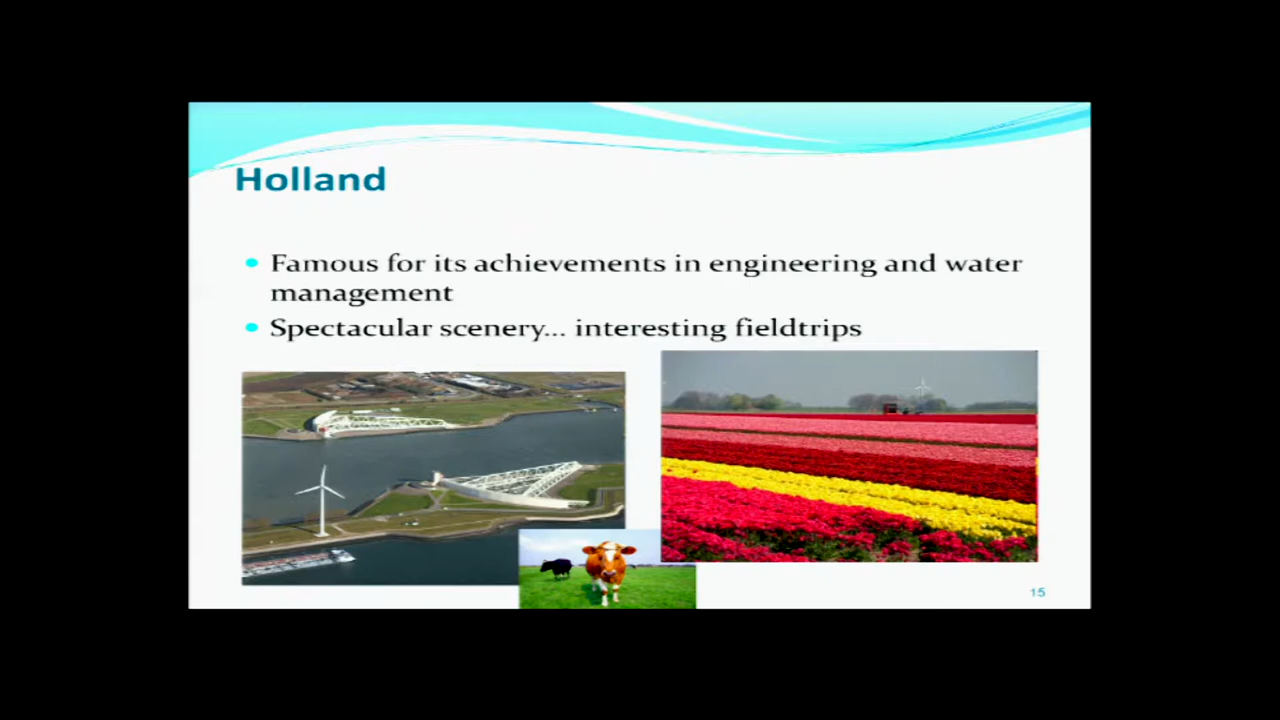 Holland
Famous for its achievements in engineering and water
management
Spectacular scenery... interesting fieldtrips
15